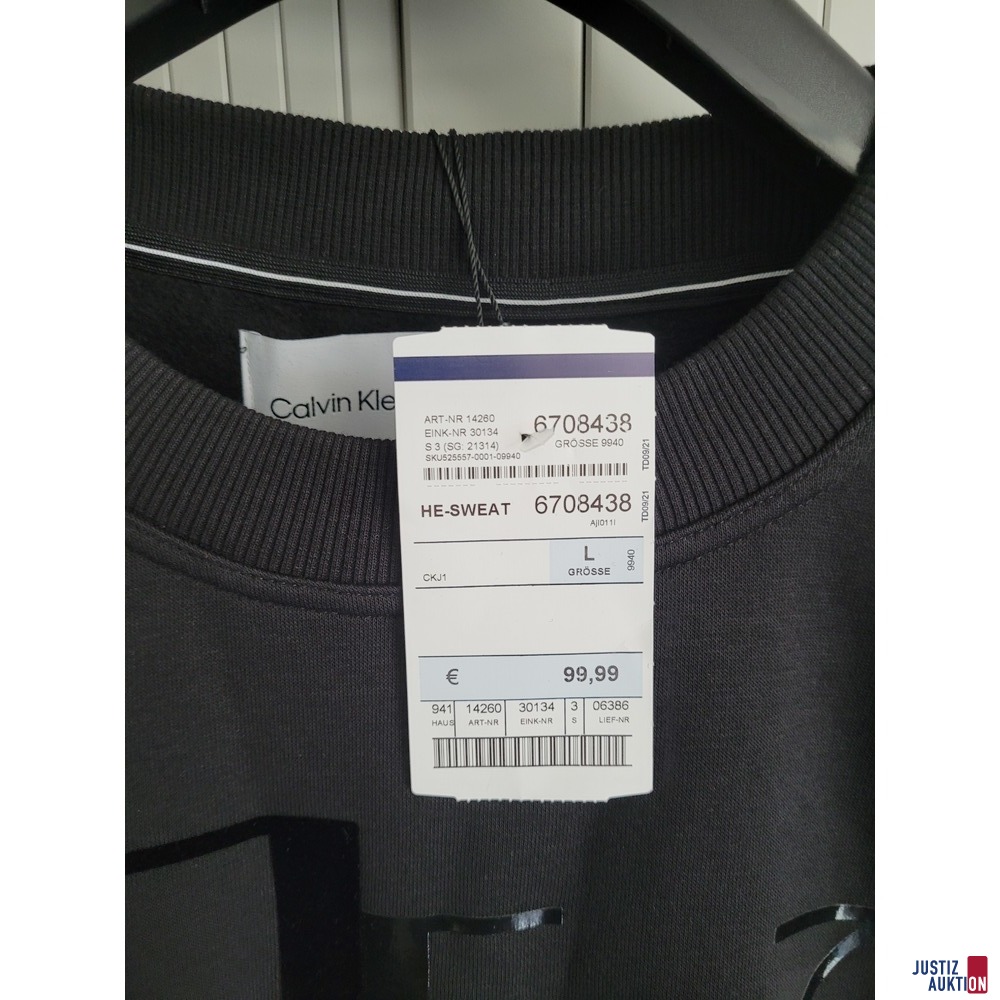 Calvin Kle
ART-NR 14260
EINK-NR 30134
S 3 (SG: 21314)
SKU525557-0001-09940
6708438
GRÖSSE 9940
TD09/21
HE-SWEAT 6708438
AJI011I
TD09/21
CKJ1
L
GRÖSSE
9940
€ 99,99
941 14260 30134 3 06386
HAUS ART-NR EINK-NR S LIEF-NR
JUSTIZ
AUKTION